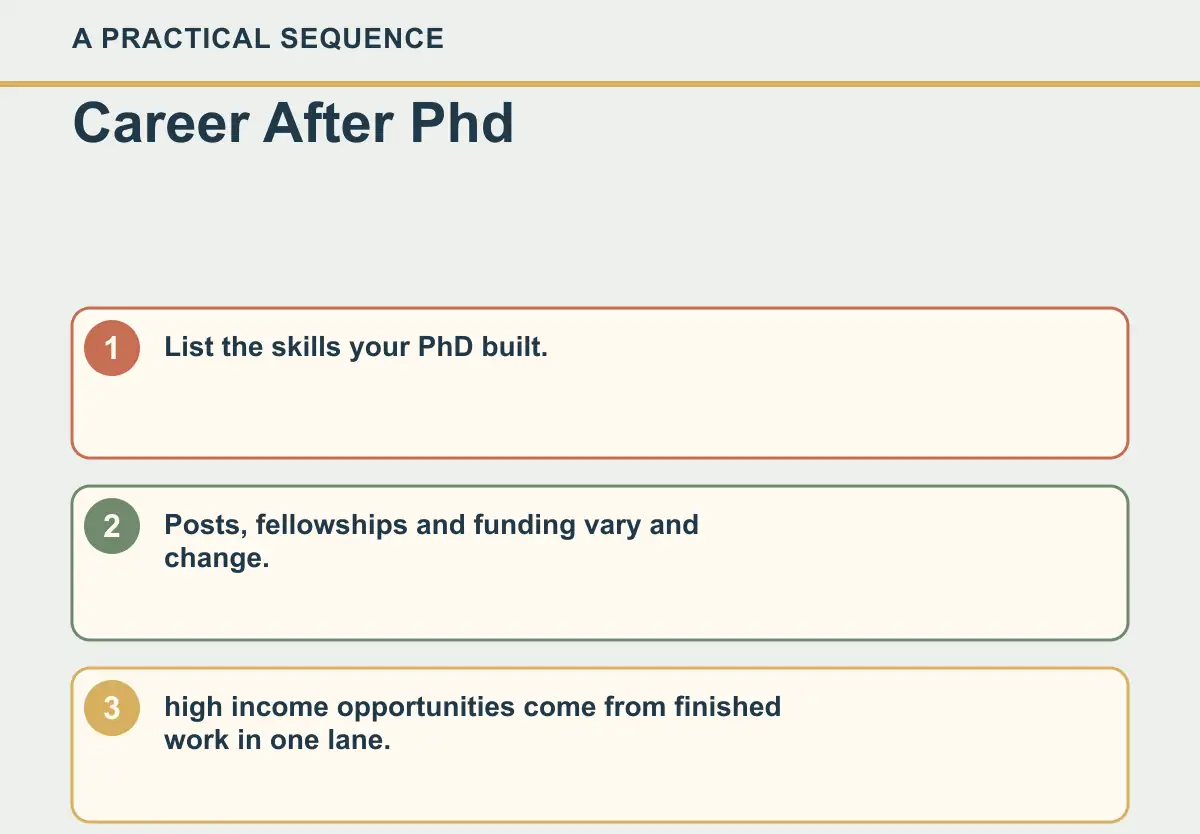 A PRACTICAL SEQUENCE
Career After Phd
1
List the skills your PhD built.
2
Posts, fellowships and funding vary and
change.
3
high income opportunities come from finished
work in one lane.